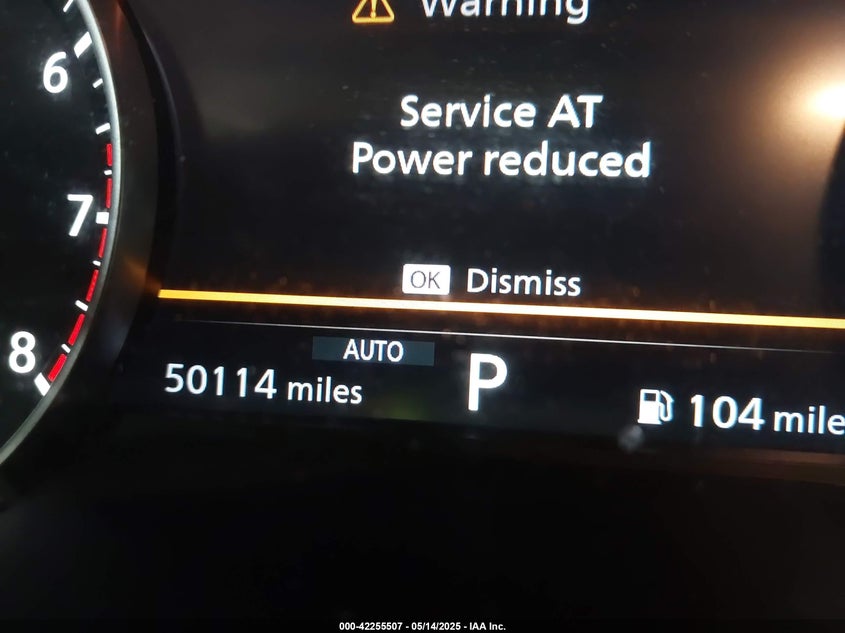 Warning
6
Service AT
Power reduced
7
OK Dismiss
8
AUTO
50114 miles
P
104 mile
000-42255507 - 05/14/2025 - IAA Inc.